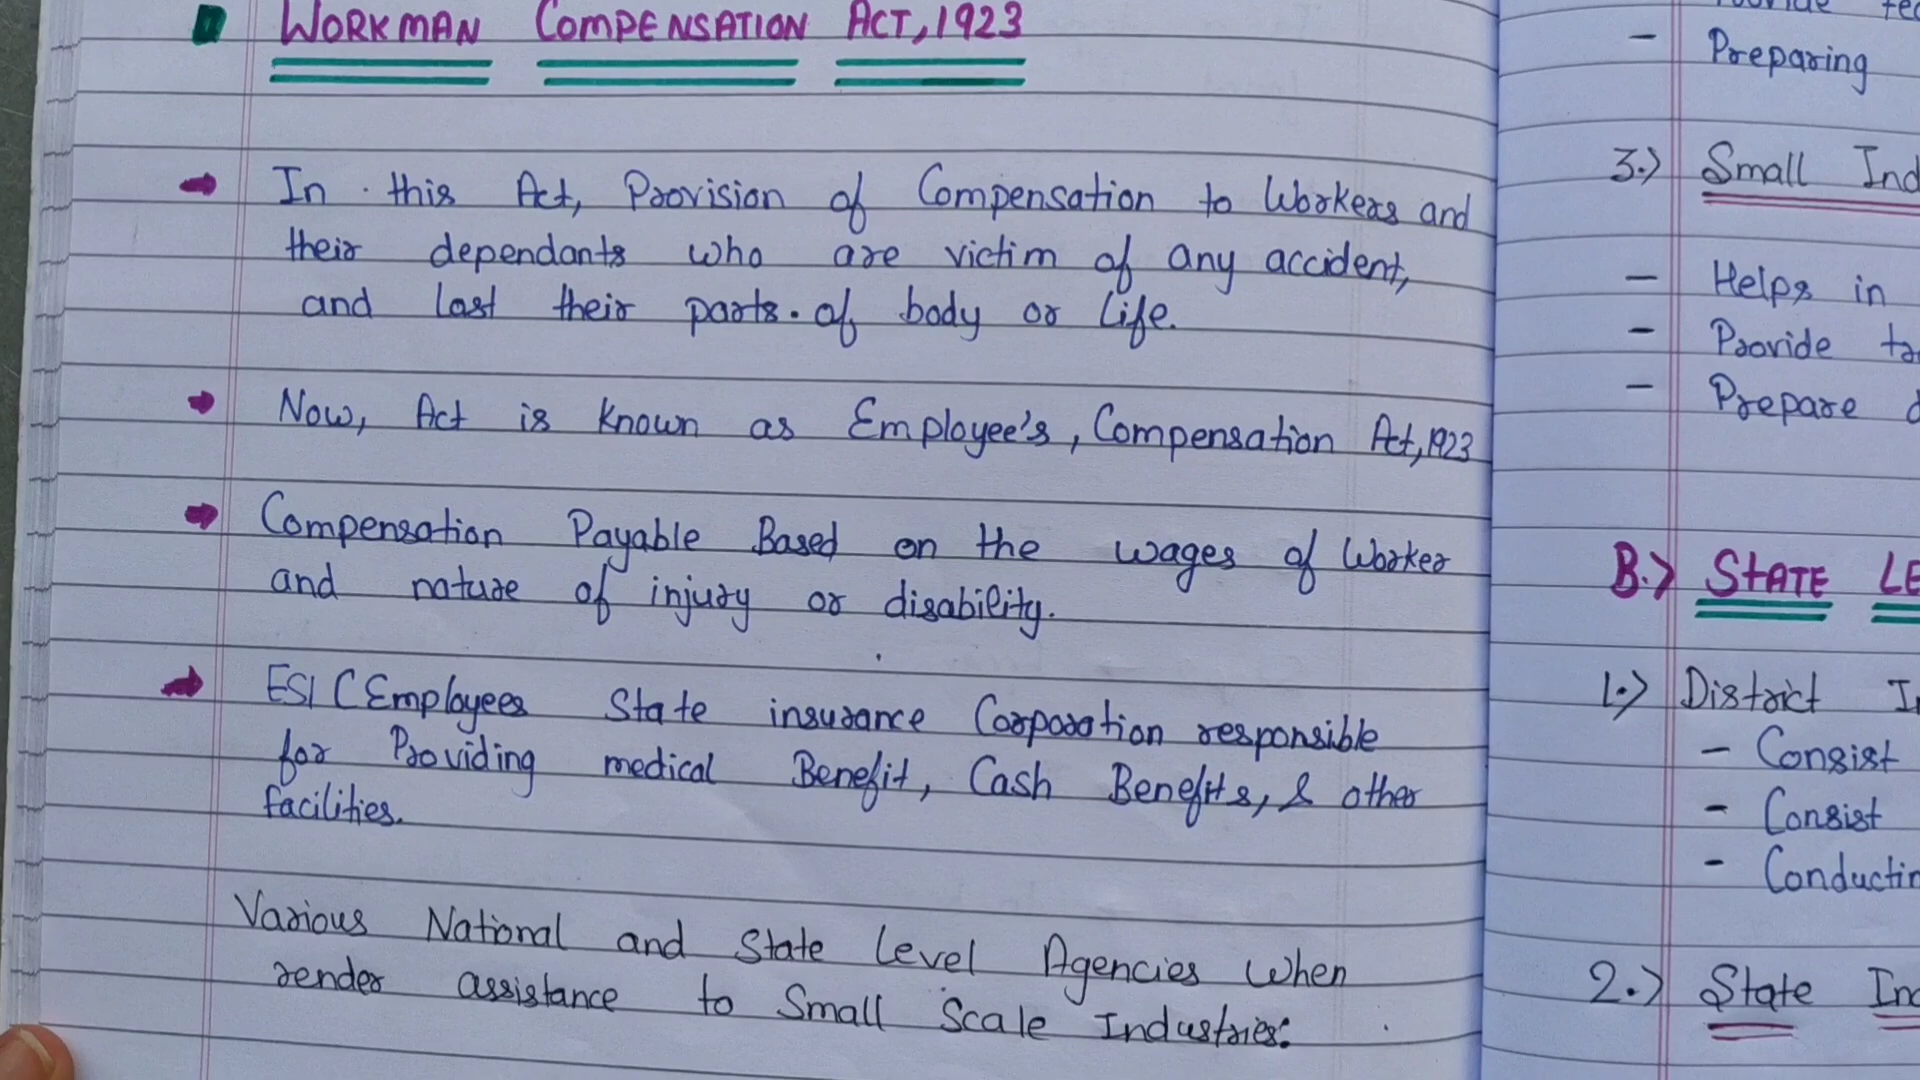 WORKMAN COMPENSATION ACT, 1923
→ In this Act, Provision of Compensation to Workers and
their dependants who are victim of any accident,
and last their parts. of body or life.
→ Now, Act is known as Employee's, Compensation Act, 1923
→ Compensation Payable Based on the wages of Worker
and nature of injury or disability.
→ ESI (Employees State insurance Corporation responsible
for Providing medical Benefit, Cash Benefits, & other
facilities.
Various National and State Level Agencies When
render assistance to Small Scale Industries:
- Preparing
3.) Small Ind
- Helps in
- Provide ta
- Prepare
B.) STATE LE
1.) District In
- Consist
- Consist
- Conductin
2.) State Ind